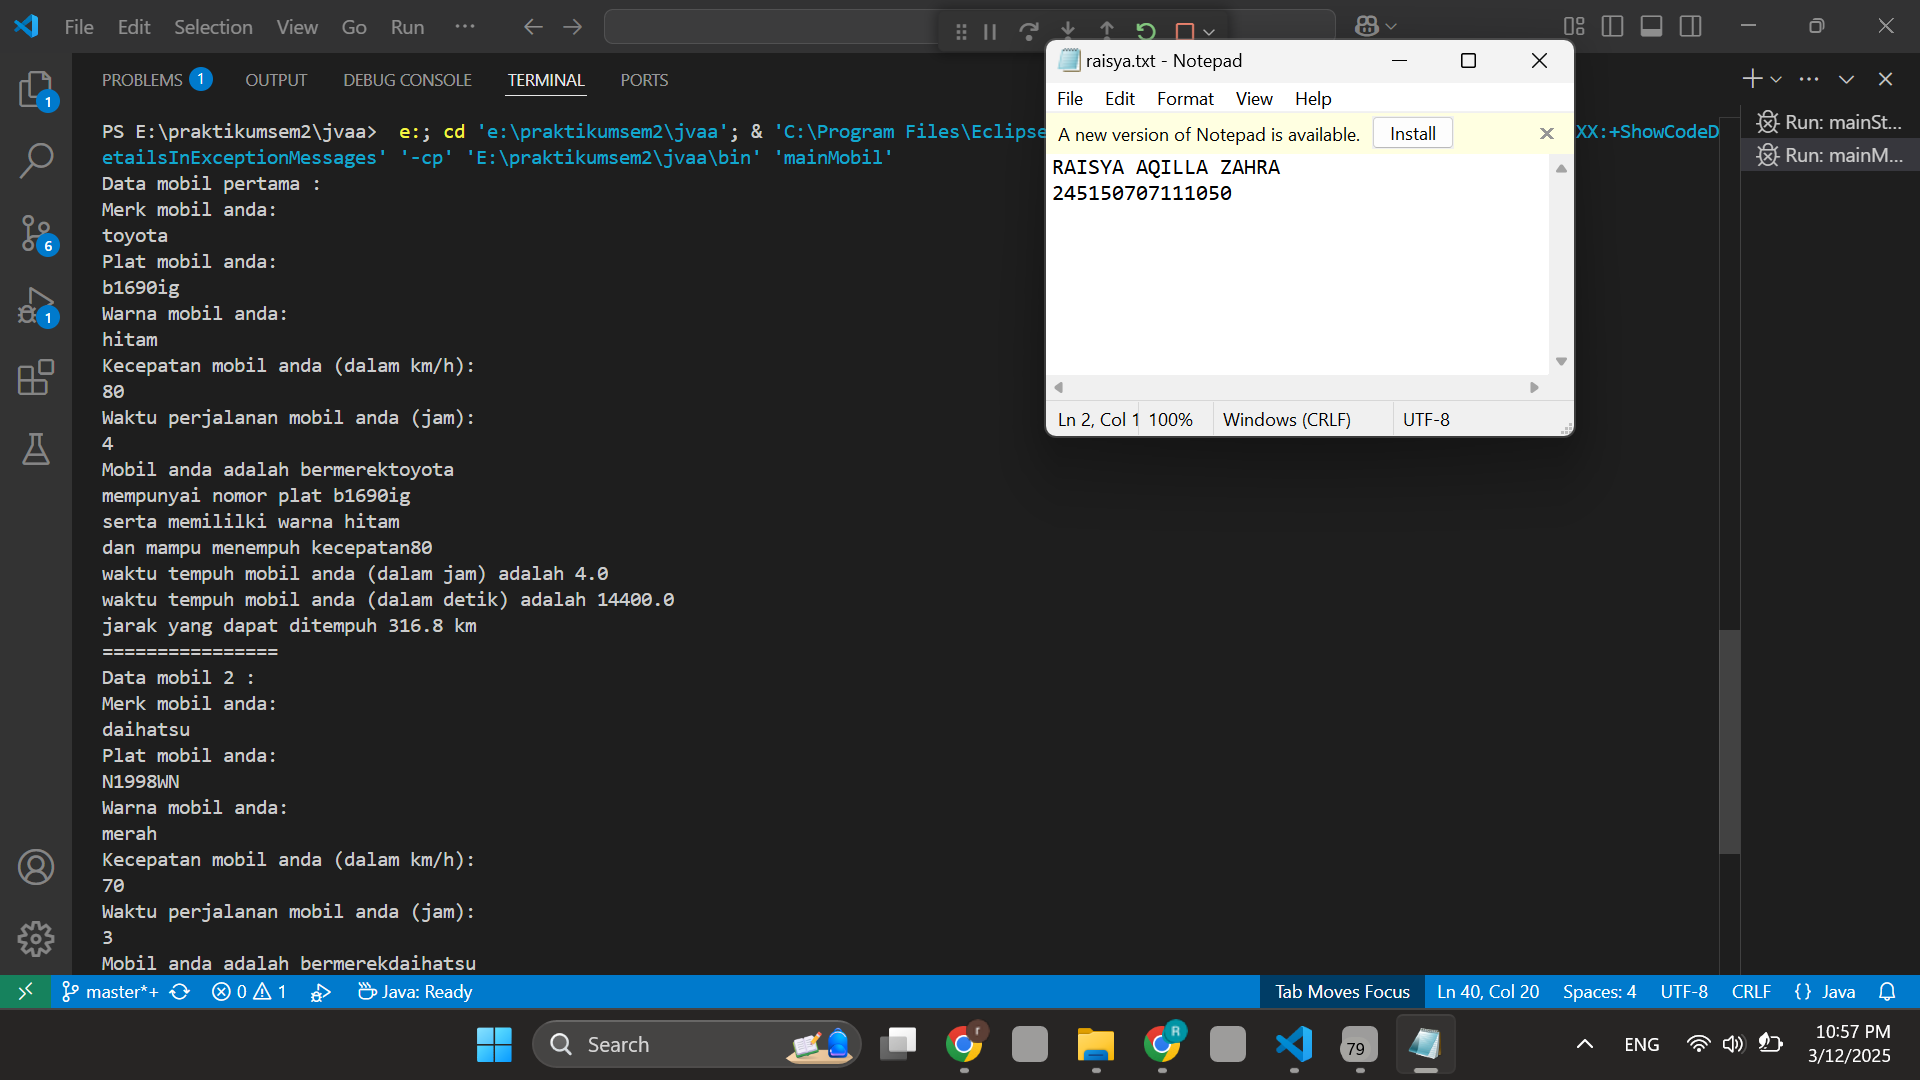 File Edit Selection View Go Run ···
PROBLEMS 1 OUTPUT DEBUG CONSOLE TERMINAL PORTS
PS E:\praktikumsem2\jvaa>  e:; cd 'e:\praktikumsem2\jvaa'; & 'C:\Program Files\Eclipse XX:+ShowCodeD
etailsInExceptionMessages' '-cp' 'E:\praktikumsem2\jvaa\bin' 'mainMobil'
Data mobil pertama :
Merk mobil anda:
toyota
Plat mobil anda:
b1690ig
Warna mobil anda:
hitam
Kecepatan mobil anda (dalam km/h):
80
Waktu perjalanan mobil anda (jam):
4
Mobil anda adalah bermerektoyota
mempunyai nomor plat b1690ig
serta memililki warna hitam
dan mampu menempuh kecepatan80
waktu tempuh mobil anda (dalam jam) adalah 4.0
waktu tempuh mobil anda (dalam detik) adalah 14400.0
jarak yang dapat ditempuh 316.8 km
================
Data mobil 2 :
Merk mobil anda:
daihatsu
Plat mobil anda:
N1998WN
Warna mobil anda:
merah
Kecepatan mobil anda (dalam km/h):
70
Waktu perjalanan mobil anda (jam):
3
Mobil anda adalah bermerekdaihatsu
raisya.txt - Notepad
File Edit Format View Help
A new version of Notepad is available. Install
RAISYA AQILLA ZAHRA
245150707111050
Ln 2, Col 1 100% Windows (CRLF) UTF-8
Run: mainSt...
Run: mainM...
1
6
1
master*+ 0 1 Java: Ready Tab Moves Focus Ln 40, Col 20 Spaces: 4 UTF-8 CRLF {} Java
Search r R 79 ENG 10:57 PM
3/12/2025